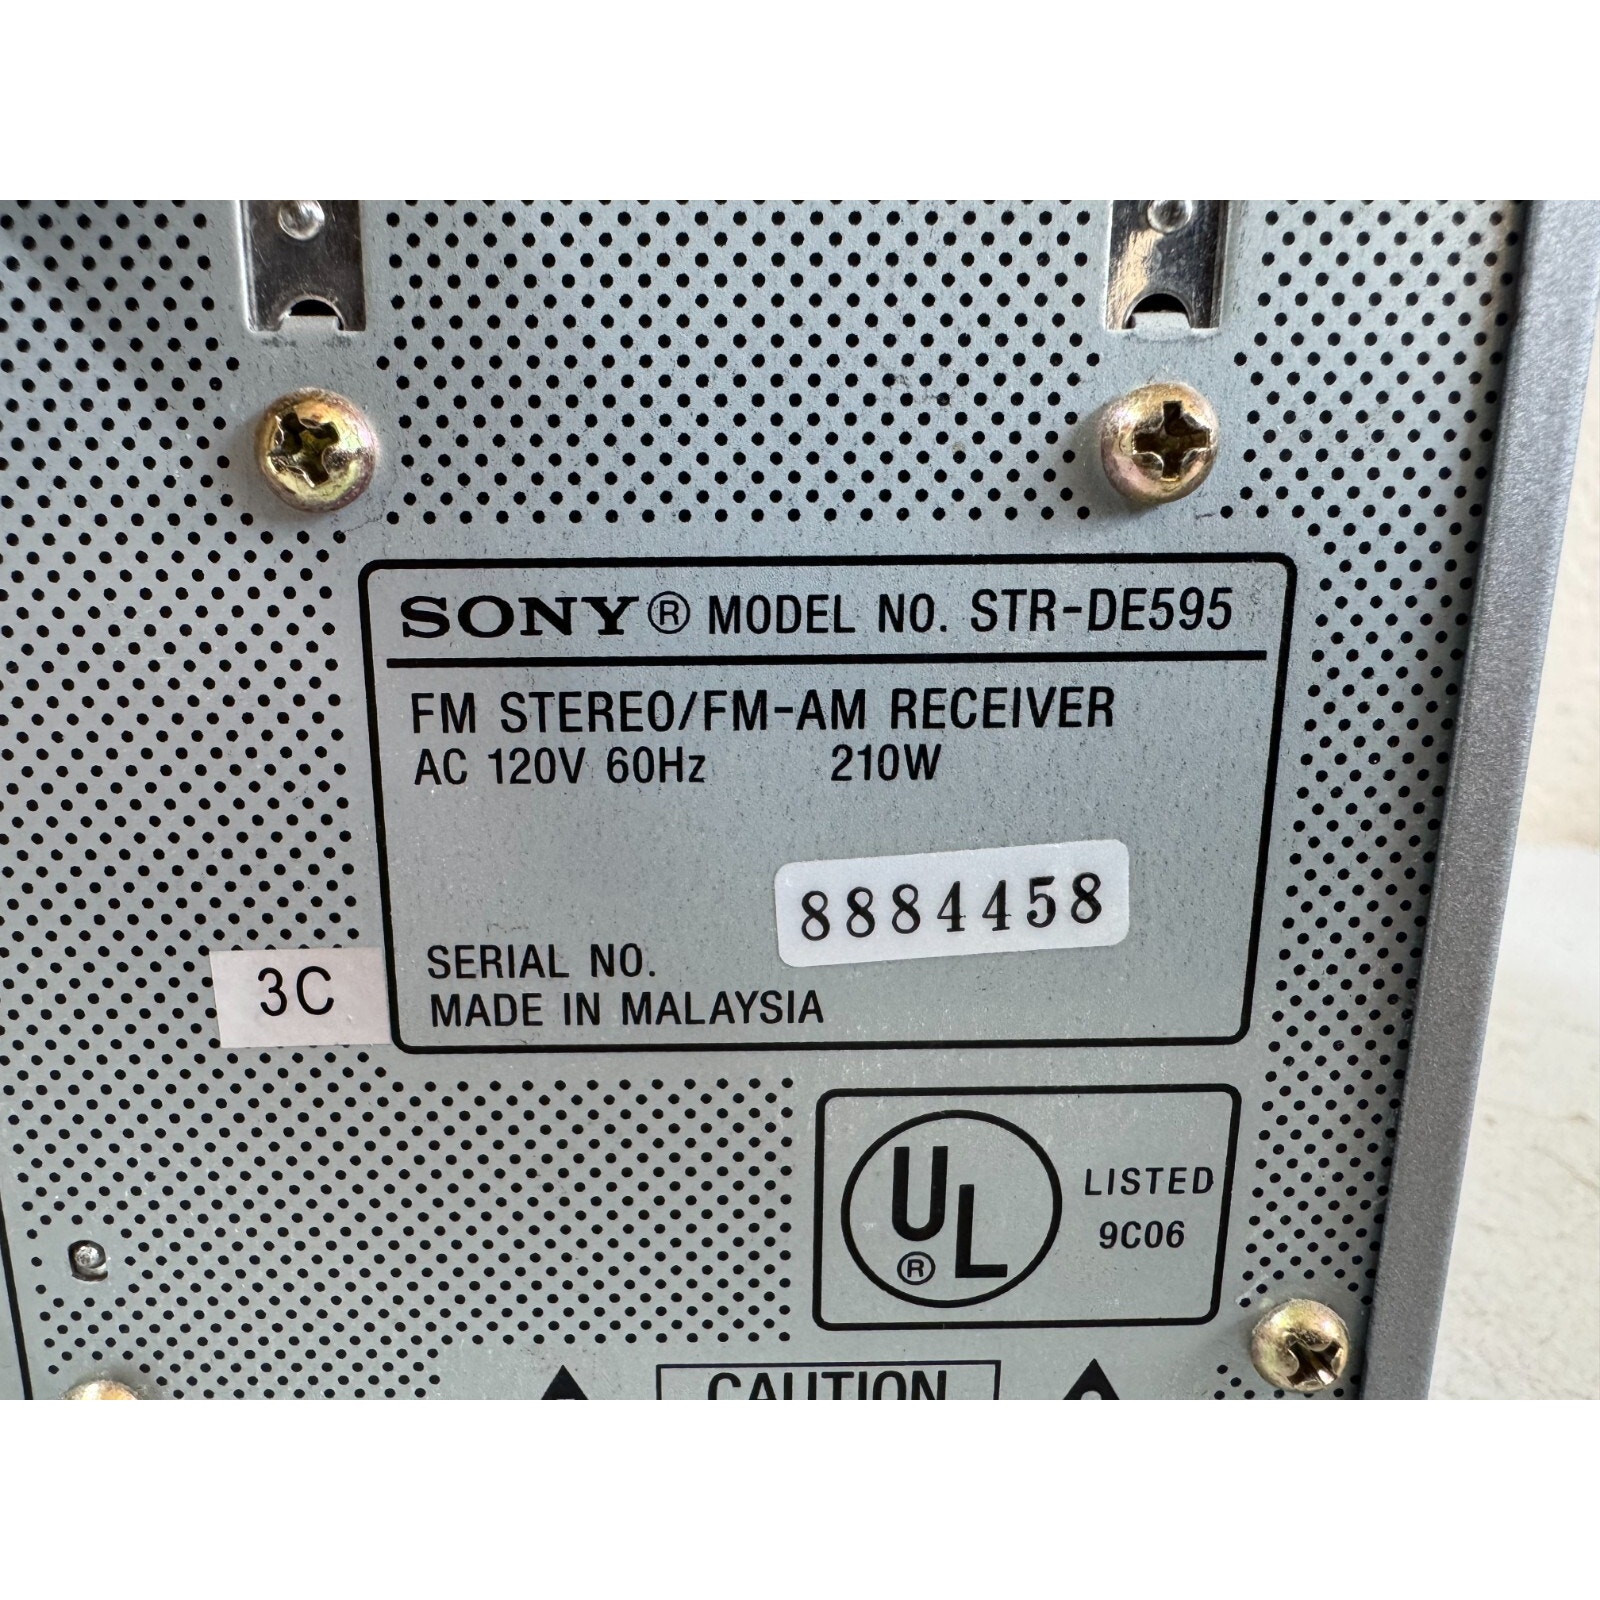 SONY® MODEL NO. STR-DE595
FM STEREO/FM-AM RECEIVER
AC 120V 60Hz 210W
8884458
SERIAL NO.
MADE IN MALAYSIA
3C
UL®
LISTED
9C06
CAUTION